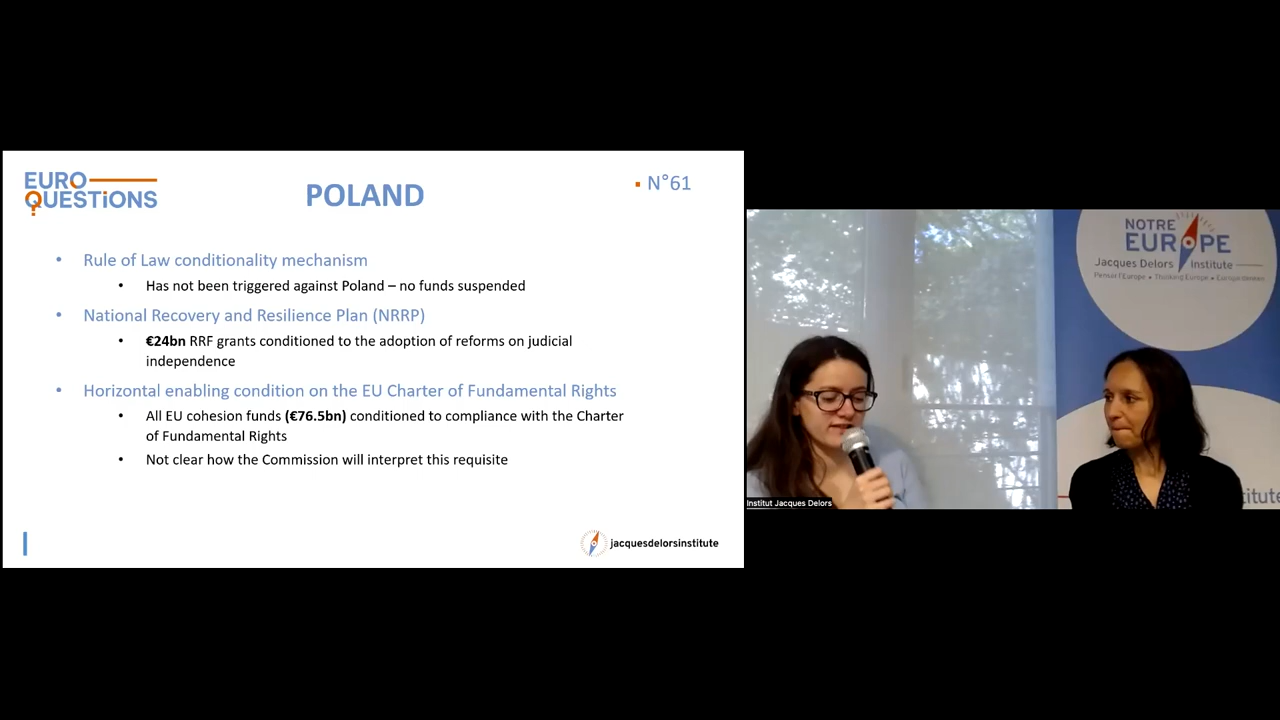 EURO
QUESTiONS
POLAND
▪ N°61
• Rule of Law conditionality mechanism
• Has not been triggered against Poland – no funds suspended
• National Recovery and Resilience Plan (NRRP)
• €24bn RRF grants conditioned to the adoption of reforms on judicial
independence
• Horizontal enabling condition on the EU Charter of Fundamental Rights
• All EU cohesion funds (€76.5bn) conditioned to compliance with the Charter
of Fundamental Rights
• Not clear how the Commission will interpret this requisite
jacquesdelorsinstitute
NOTRE
EUROPE
Jacques Delors Institute
Penser l'Europe • Thinking Europe •
Institut Jacques Delors